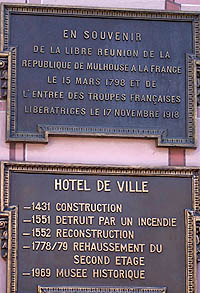 EN SOUVENIR
DE LA LIBRE REUNION DE LA
REPUBLIQUE DE MULHOUSE A LA FRANCE
LE 15 MARS 1798 ET DE
L'ENTREE DES TROUPES FRANÇAISES
LIBERATRICES LE 17 NOVEMBRE 1918
HOTEL DE VILLE
–1431 CONSTRUCTION
–1551 DETRUIT PAR UN INCENDIE
–1552 RECONSTRUCTION
–1778/79 REHAUSSEMENT DU
SECOND ETAGE
–1969 MUSEE HISTORIQUE